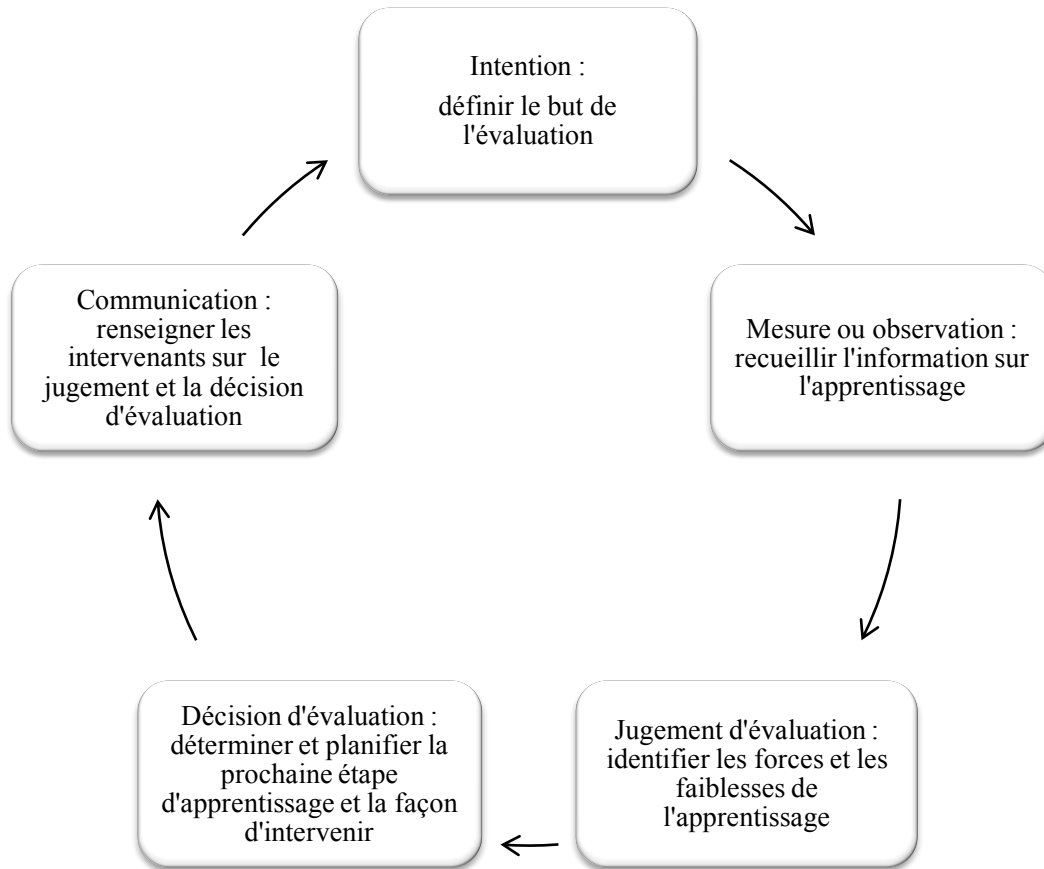 Intention :
définir le but de
l'évaluation
Mesure ou observation :
recueillir l'information sur
l'apprentissage
Jugement d'évaluation :
identifier les forces et les
faiblesses de
l'apprentissage
Décision d'évaluation :
déterminer et planifier la
prochaine étape
d'apprentissage et la façon
d'intervenir
Communication :
renseigner les
intervenants sur le
jugement et la décision
d'évaluation